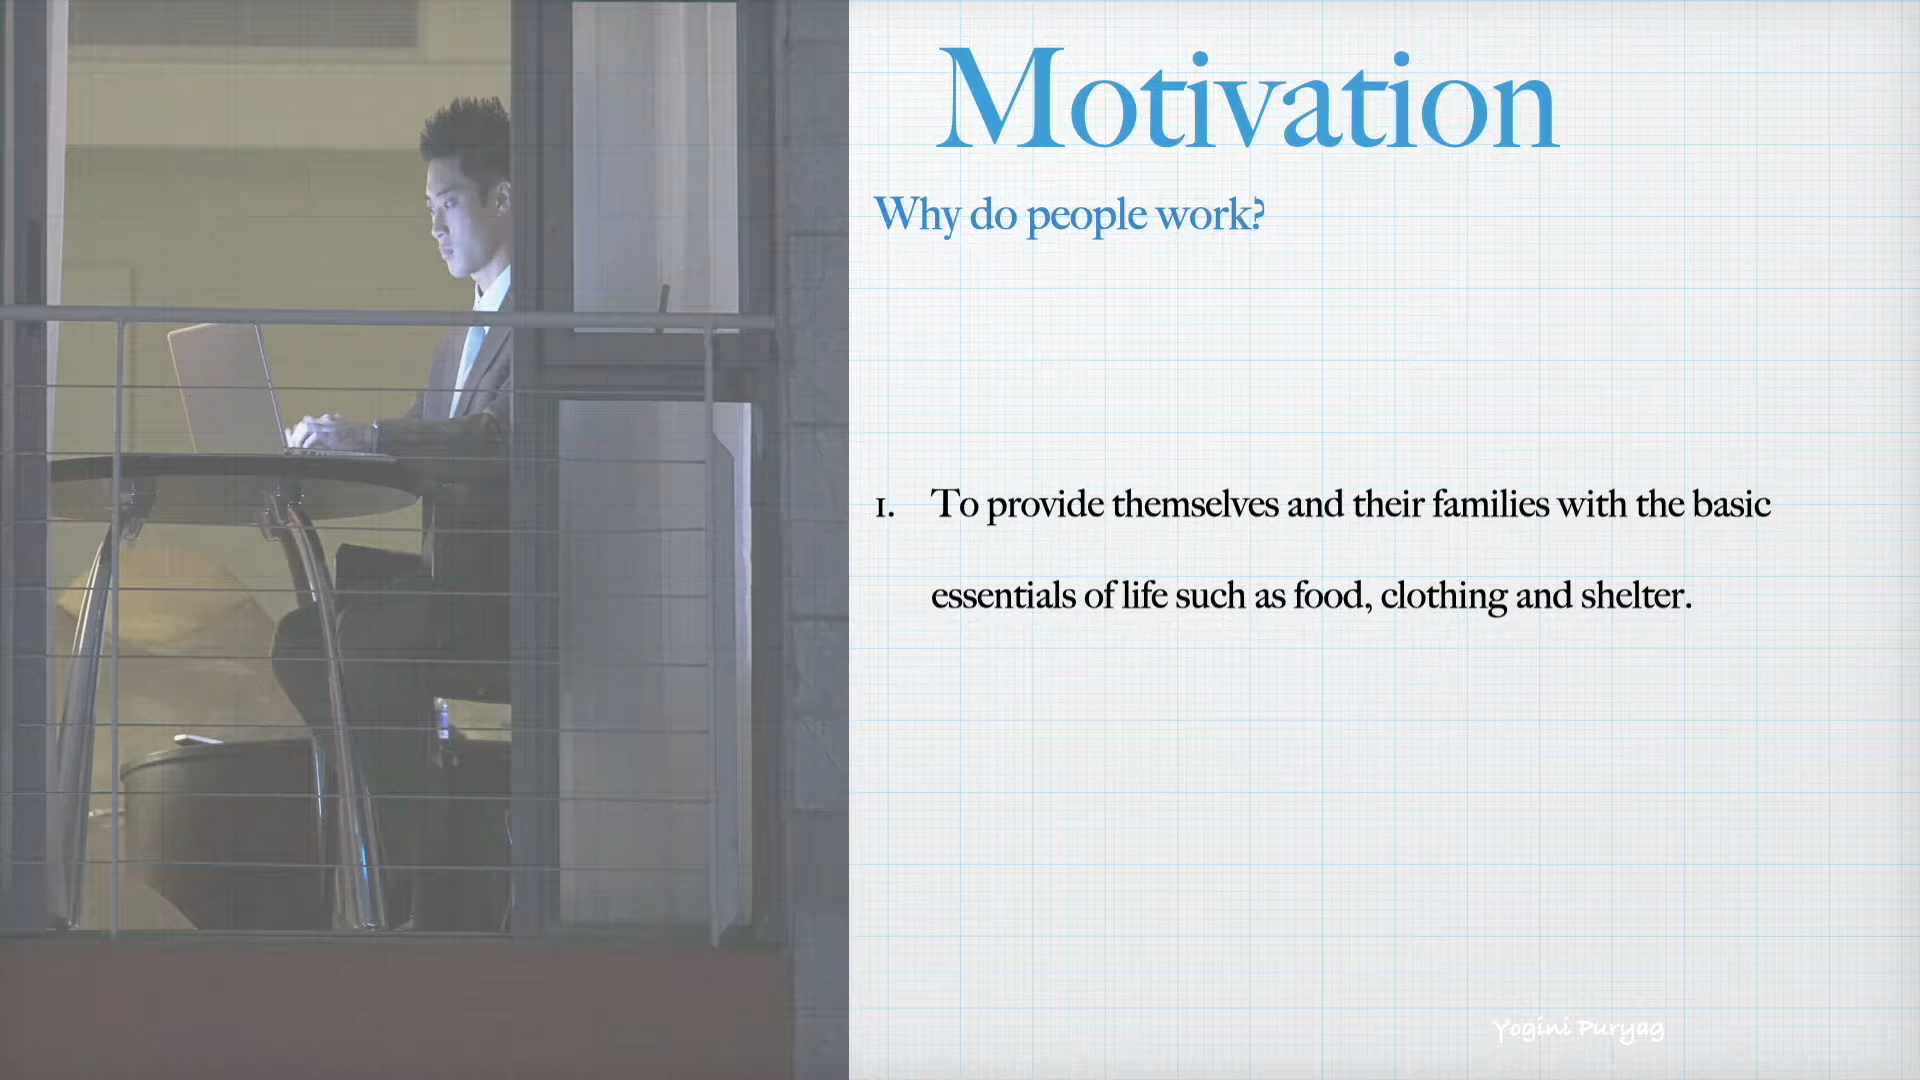 Motivation
Why do people work?
1. To provide themselves and their families with the basic
essentials of life such as food, clothing and shelter.
Yogini Puryag